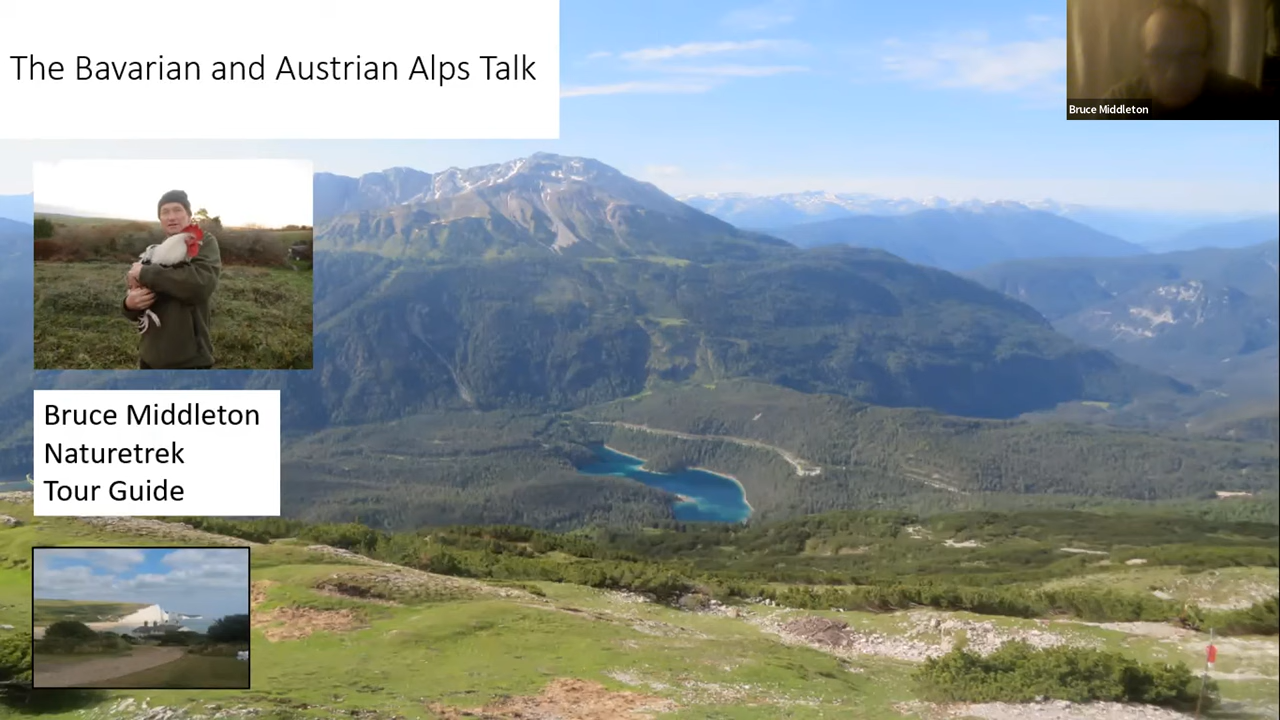 The Bavarian and Austrian Alps Talk
Bruce Middleton
Bruce Middleton
Naturetrek
Tour Guide